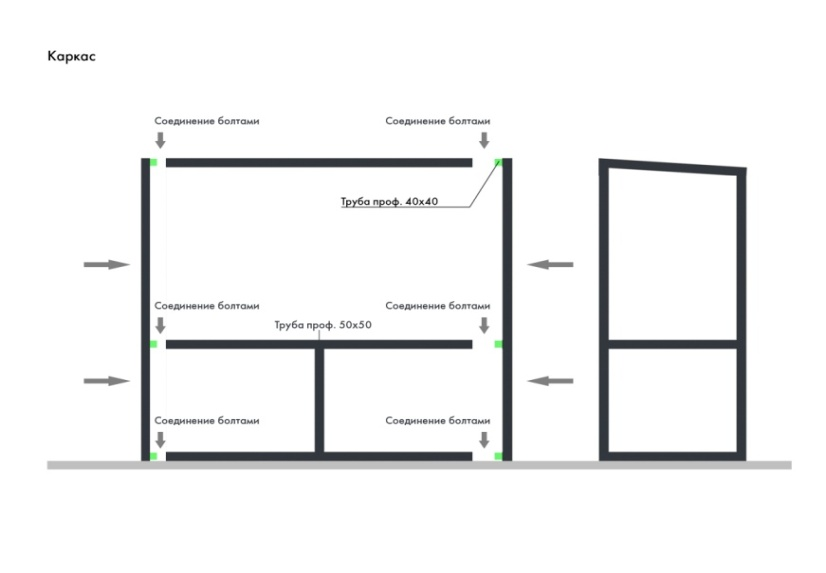 Каркас
Соединение болтами
Соединение болтами
Труба проф. 40х40
Соединение болтами
Соединение болтами
Труба проф. 50х50
Соединение болтами
Соединение болтами